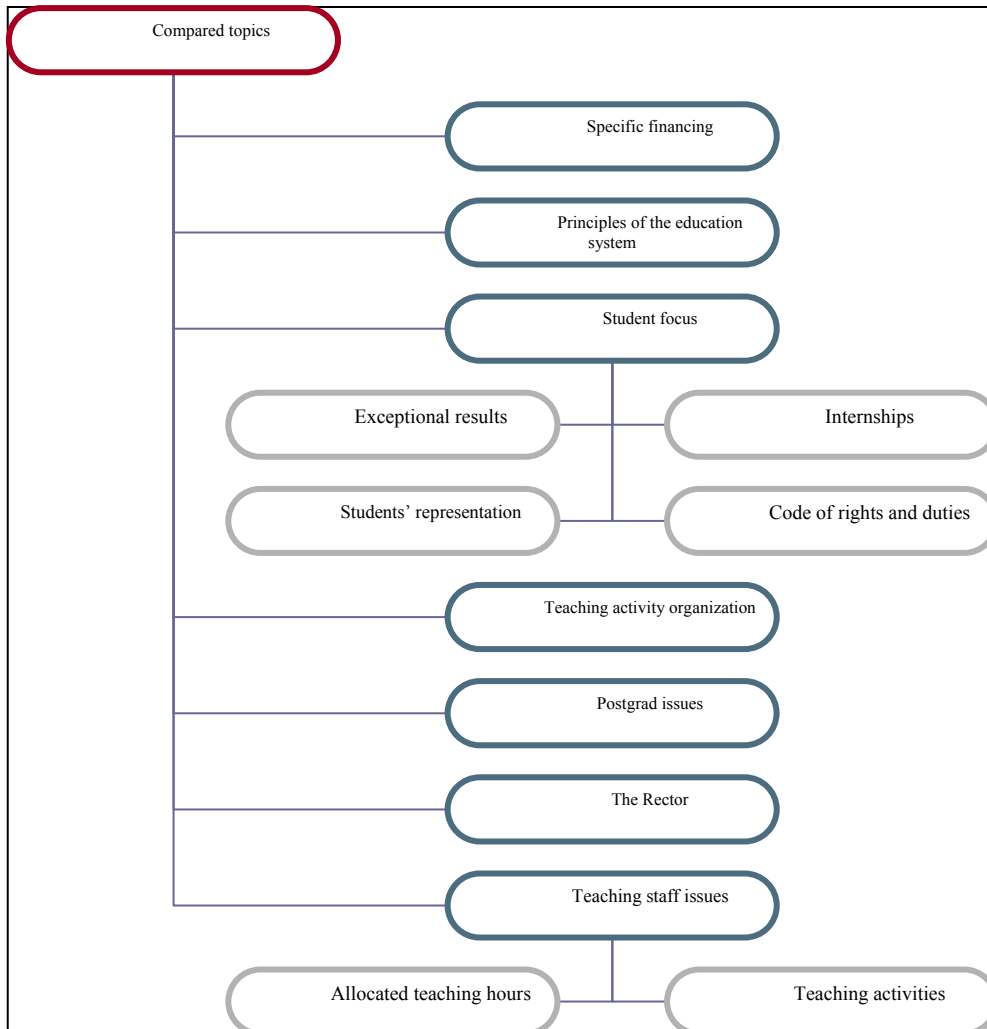 Compared topics
Specific financing
Principles of the education
system
Student focus
Exceptional results
Internships
Students’ representation
Code of rights and duties
Teaching activity organization
Postgrad issues
The Rector
Teaching staff issues
Allocated teaching hours
Teaching activities